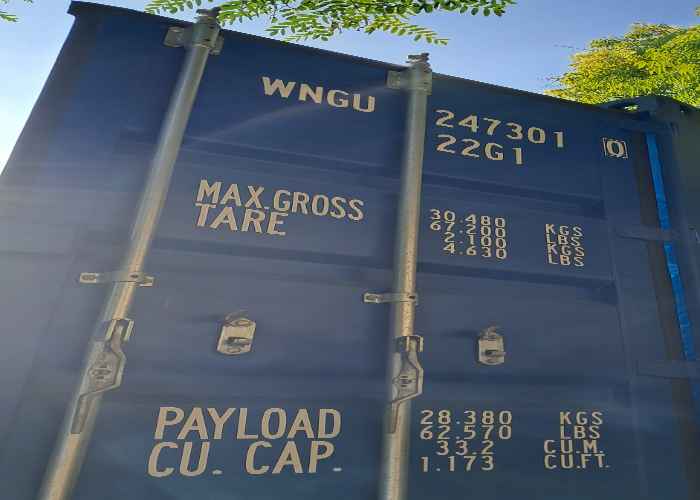 WNGU 247301 0
22G1
MAX.GROSS 30.480 KGS
67.200 LBS
TARE 2.100 KGS
4.630 LBS
PAYLOAD 28.380 KGS
62.570 LBS
CU. CAP. 33.2 CU.M.
1.173 CU.FT.